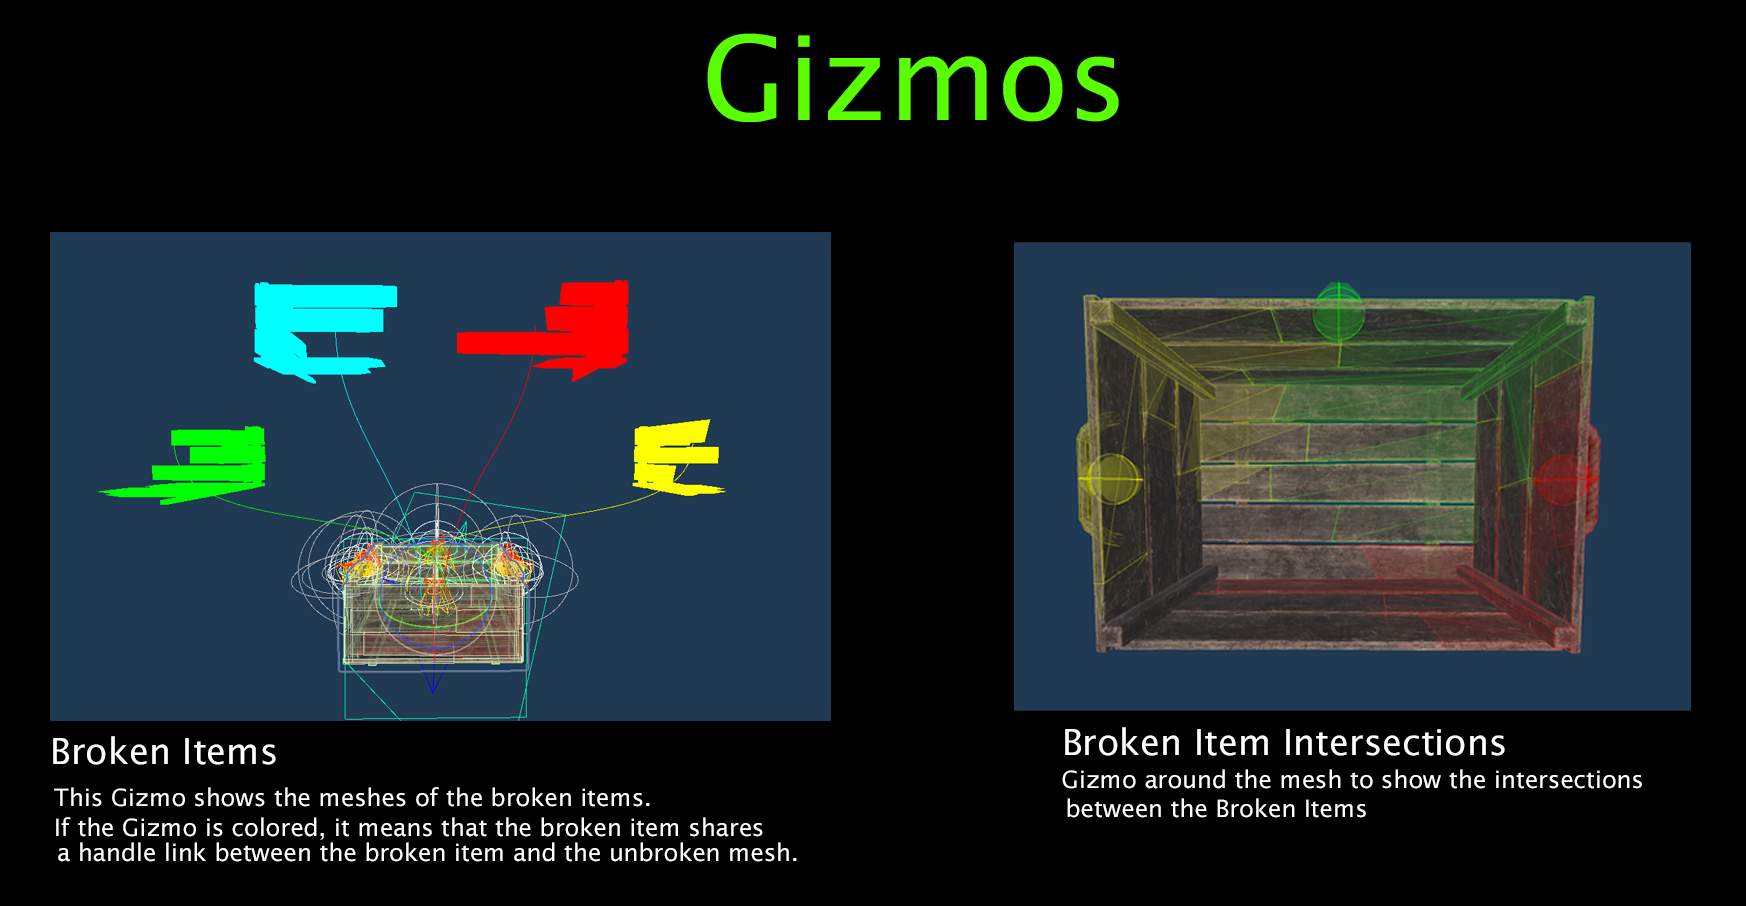 Gizmos
Broken Items
This Gizmo shows the meshes of the broken items.
If the Gizmo is colored, it means that the broken item shares
a handle link between the broken item and the unbroken mesh.
Broken Item Intersections
Gizmo around the mesh to show the intersections
between the Broken Items